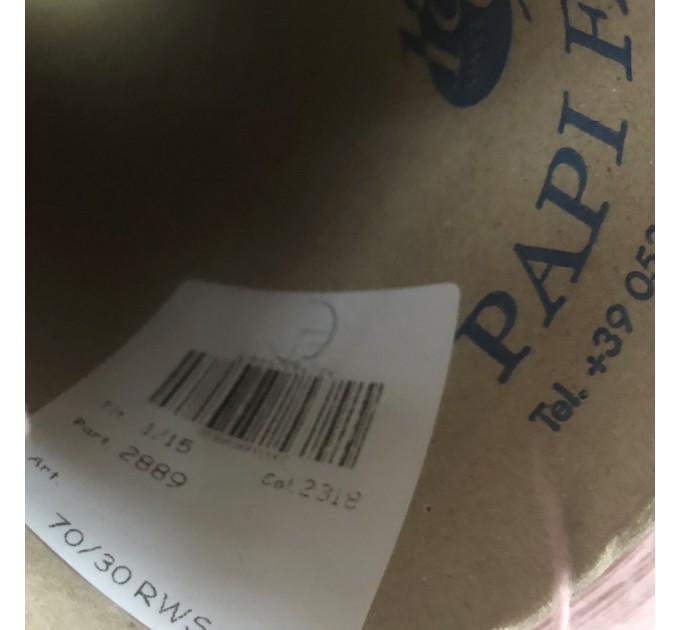 PAPI F
Tel. +39 05
Tit. 1/15
Part. 2889
Col. 2318
Art.
70/30 RWS